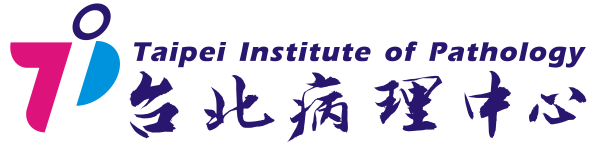 Taipei Institute of Pathology
台北病理中心